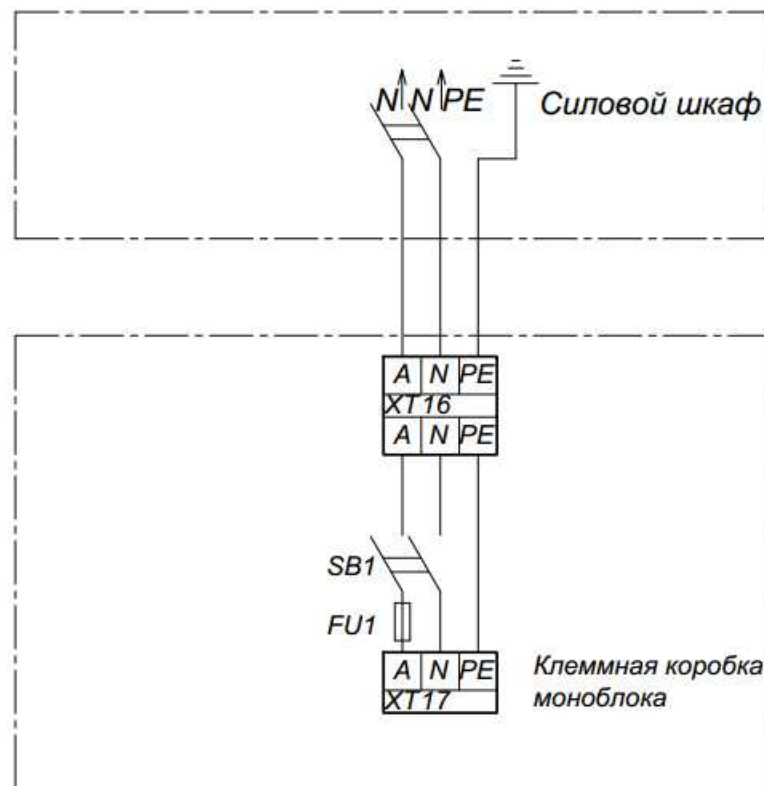 N N PE
Силовой шкаф
A N PE
XT16
A N PE
SB1
FU1
A N PE
XT17
Клеммная коробка
моноблока